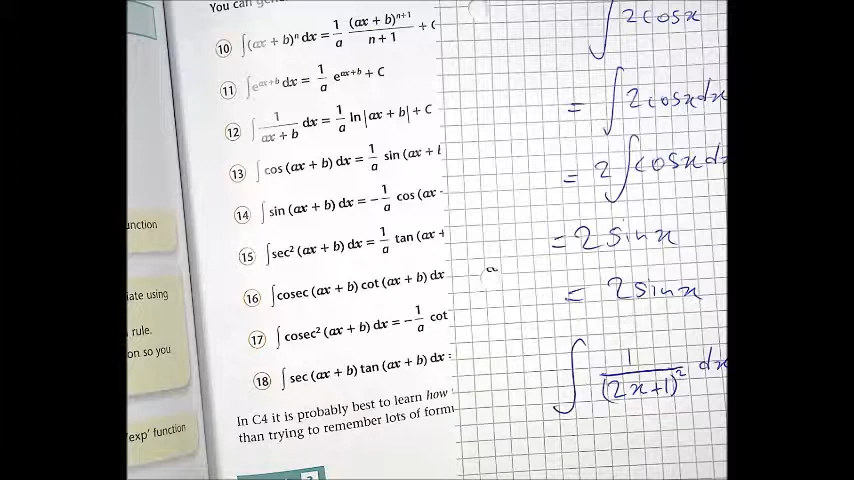 You can
10 ∫(ax + b)ⁿ dx = 1/a (ax + b)ⁿ⁺¹/n + 1 + C
11 ∫eᵃˣ⁺ᵇ dx = 1/a eᵃˣ⁺ᵇ + C
12 ∫ 1/ax + b dx = 1/a ln|ax + b| + C
13 ∫cos (ax + b) dx = 1/a sin (ax +
14 ∫sin (ax + b) dx = −1/a cos (ax
15 ∫sec² (ax + b) dx = 1/a tan (ax +
16 ∫cosec (ax + b) cot (ax + b) dx
17 ∫cosec² (ax + b) dx = −1/a cot
18 ∫sec (ax + b) tan (ax + b) dx =
In C4 it is probably best to learn how
than trying to remember lots of
unction
iate using
rule.
on so you
'exp' function
∫2cosx
= ∫2cosxdx
= 2∫cosxdx
= 2sinx
= 2sinx
∫ 1/(2x+1)² dx